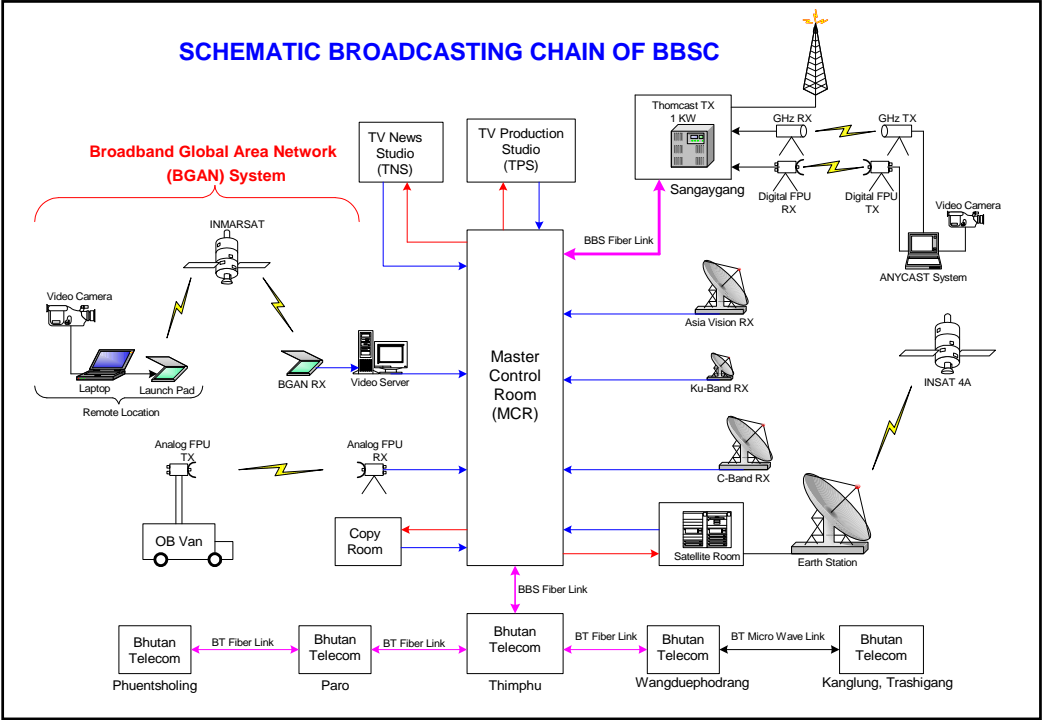 SCHEMATIC BROADCASTING CHAIN OF BBSC
Thomcast TX
1 KW
Sangaygang
GHz RX
GHz TX
Digital FPU
RX
Digital FPU
TX
Video Camera
ANYCAST System
TV News
Studio
(TNS)
TV Production
Studio
(TPS)
Broadband Global Area Network
(BGAN) System
INMARSAT
Video Camera
Laptop
Launch Pad
Remote Location
BGAN RX
Video Server
BBS Fiber Link
Master
Control
Room
(MCR)
Asia Vision RX
Ku-Band RX
C-Band RX
INSAT 4A
Analog FPU
TX
Analog FPU
RX
OB Van
Copy
Room
Satellite Room
Earth Station
BBS Fiber Link
Bhutan
Telecom
Phuentsholing
BT Fiber Link
Bhutan
Telecom
Paro
BT Fiber Link
Bhutan
Telecom
Thimphu
BT Fiber Link
Bhutan
Telecom
Wangduephodrang
BT Micro Wave Link
Bhutan
Telecom
Kanglung, Trashigang